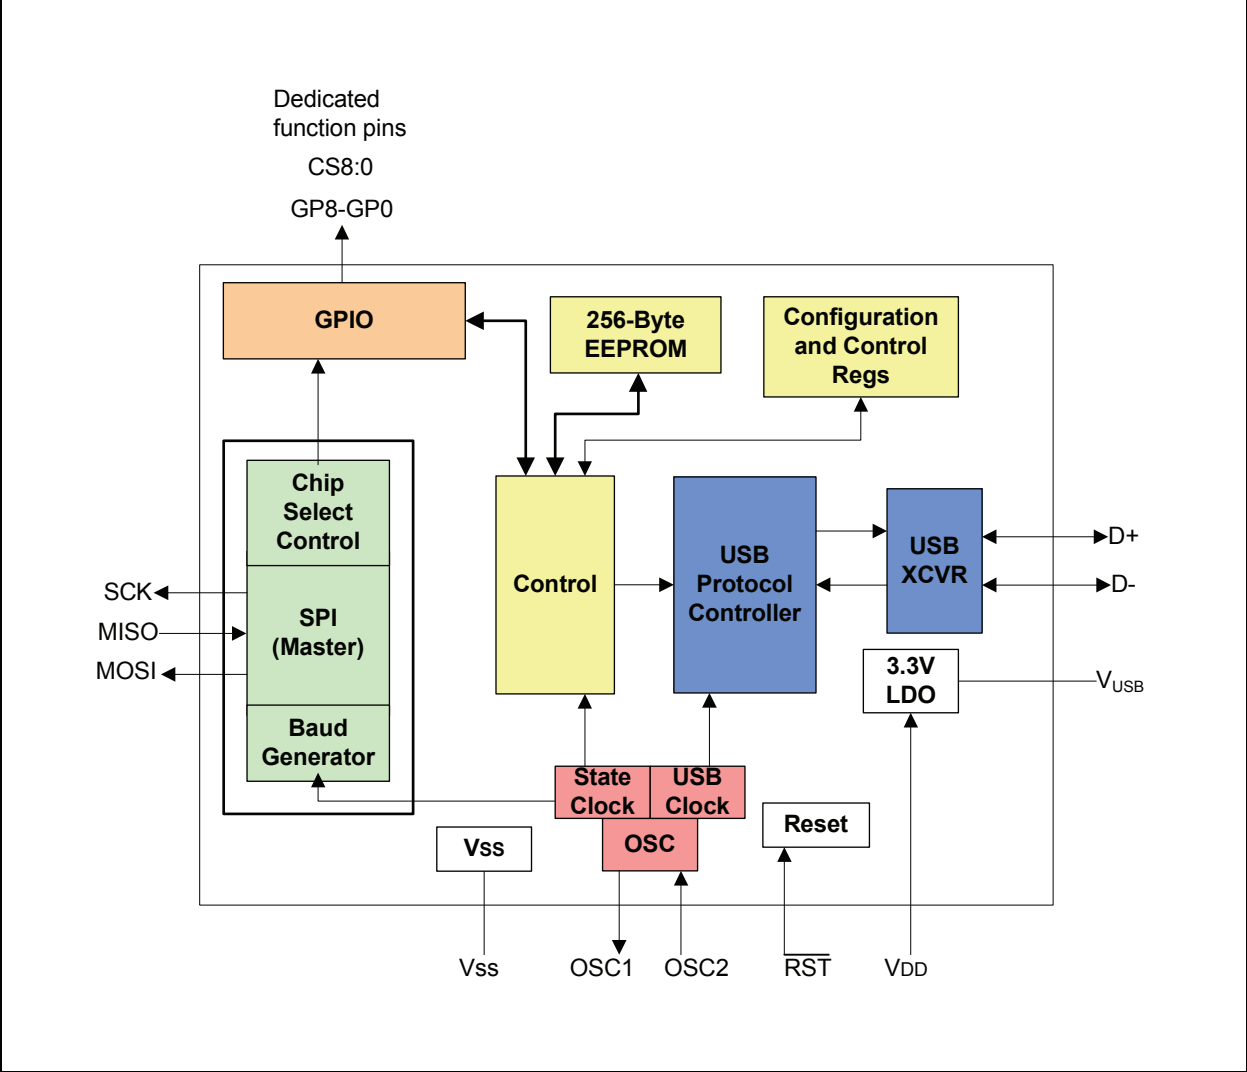 Dedicated
function pins
CS8:0
GP8-GP0
GPIO
256-Byte
EEPROM
Configuration
and Control
Regs
Chip
Select
Control
SPI
(Master)
Baud
Generator
SCK
MISO
MOSI
Control
USB
Protocol
Controller
USB
XCVR
D+
D-
3.3V
LDO
VUSB
State
Clock
USB
Clock
OSC
Reset
Vss
Vss
OSC1
OSC2
RST
VDD